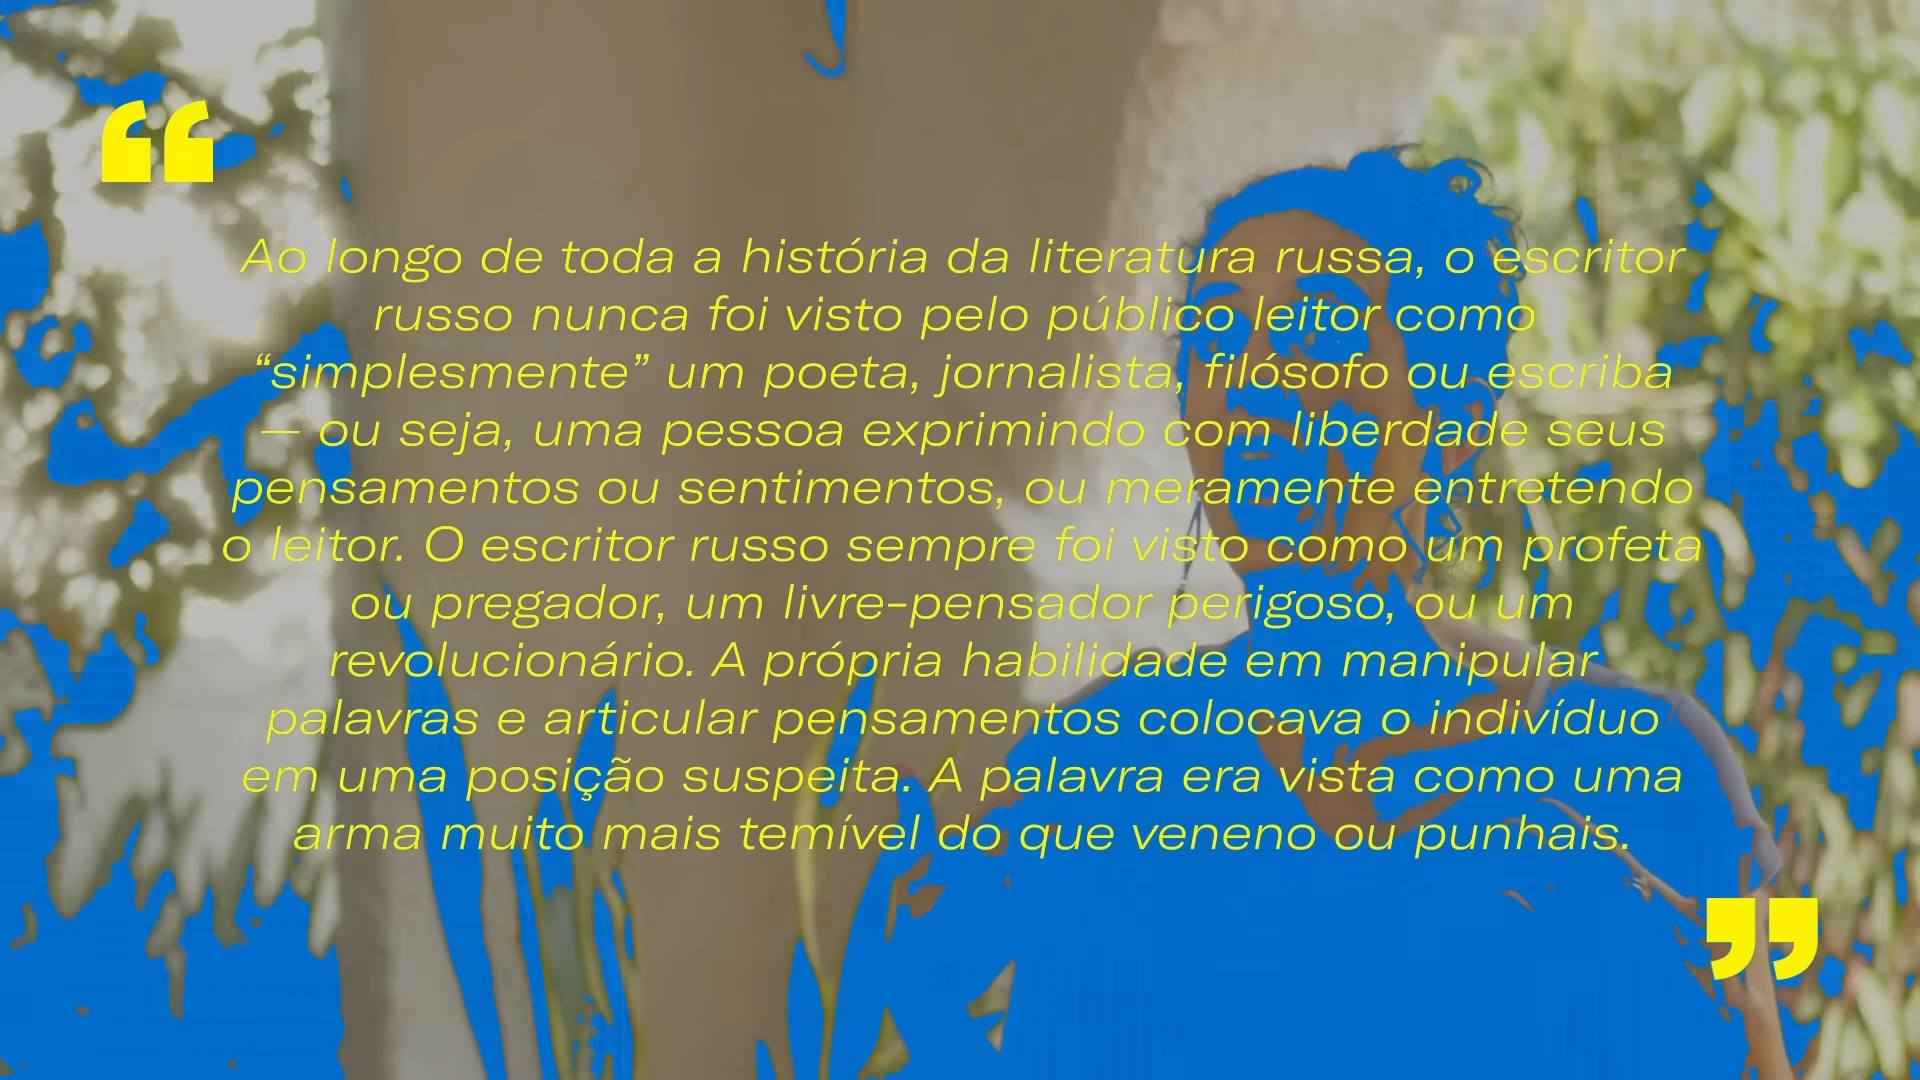 “
Ao longo de toda a história da literatura russa, o escritor
russo nunca foi visto pelo público leitor como
“simplesmente” um poeta, jornalista, filósofo ou escriba
— ou seja, uma pessoa exprimindo com liberdade seus
pensamentos ou sentimentos, ou meramente entretendo
o leitor. O escritor russo sempre foi visto como um profeta
ou pregador, um livre-pensador perigoso, ou um
revolucionário. A própria habilidade em manipular
palavras e articular pensamentos colocava o indivíduo
em uma posição suspeita. A palavra era vista como uma
arma muito mais temível do que veneno ou punhais.
”